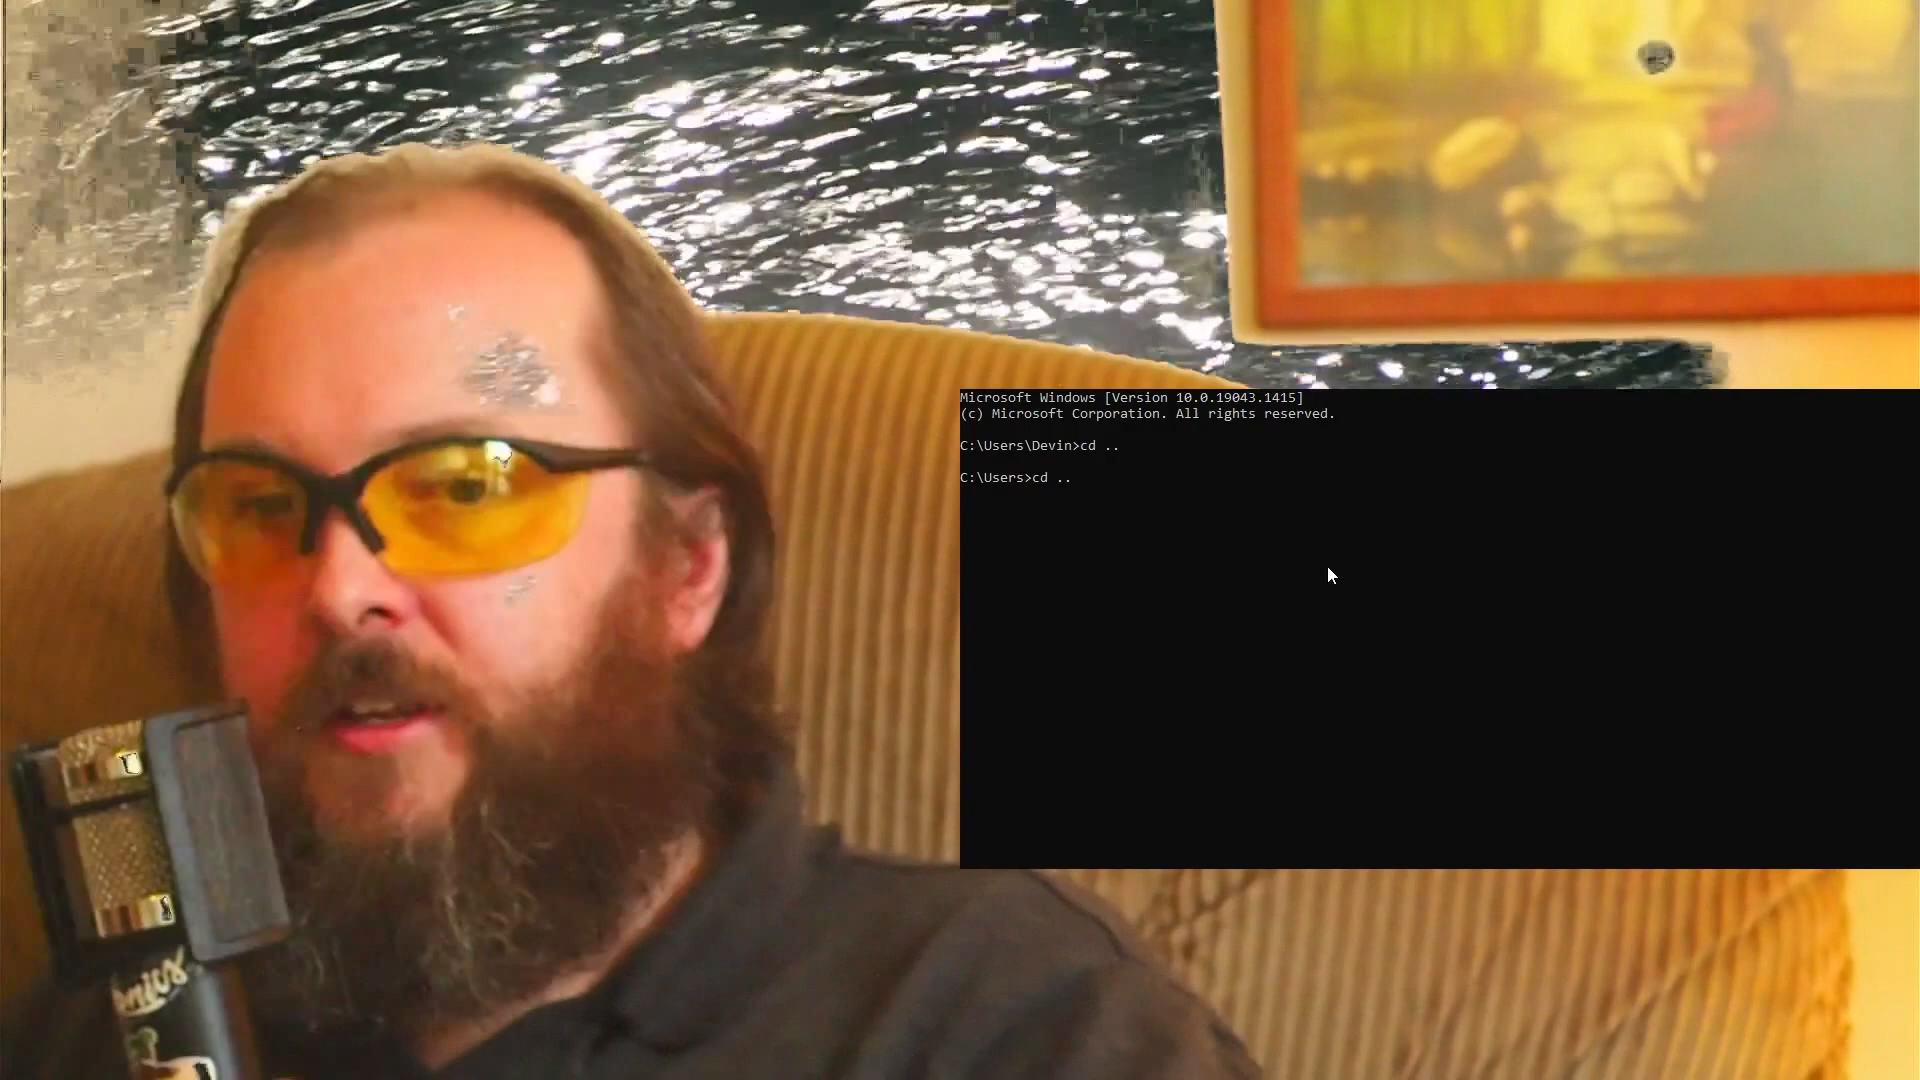 Microsoft Windows [Version 10.0.19043.1415]
(c) Microsoft Corporation. All rights reserved.
C:\Users\Devin>cd ..
C:\Users>cd ..